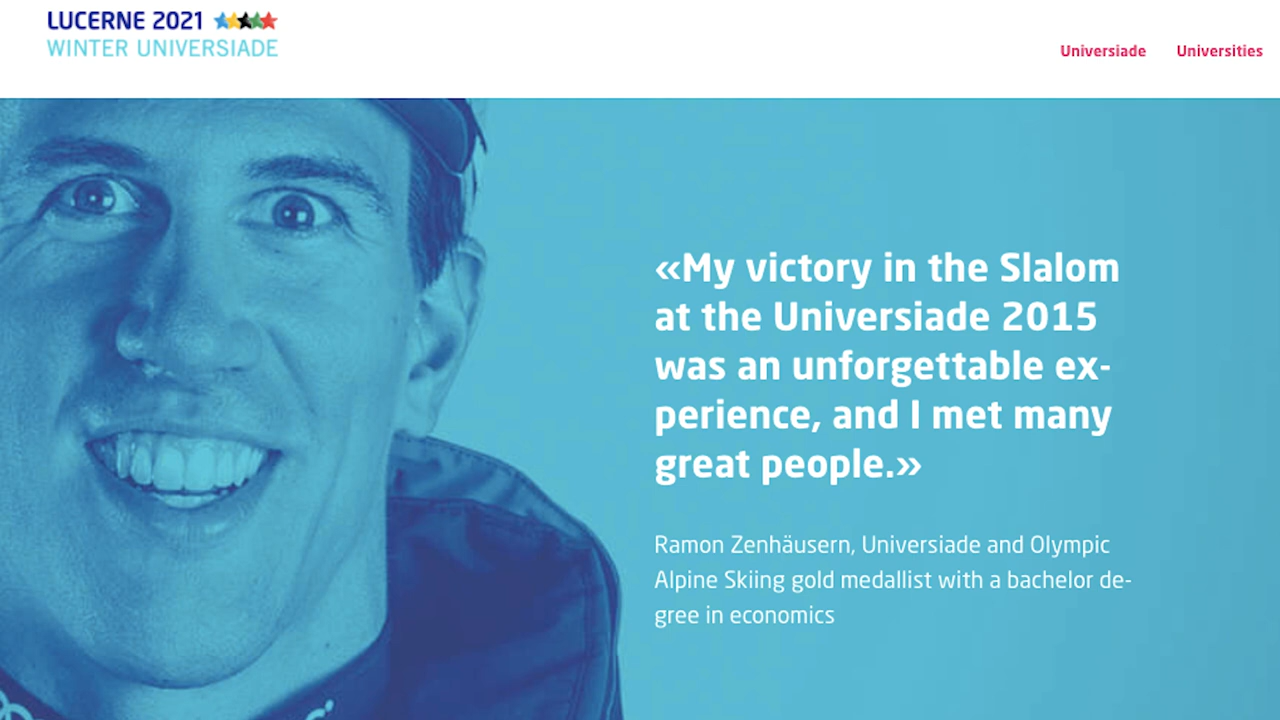 LUCERNE 2021
WINTER UNIVERSIADE
Universiade Universities
«My victory in the Slalom
at the Universiade 2015
was an unforgettable ex-
perience, and I met many
great people.»
Ramon Zenhäusern, Universiade and Olympic
Alpine Skiing gold medallist with a bachelor de-
gree in economics